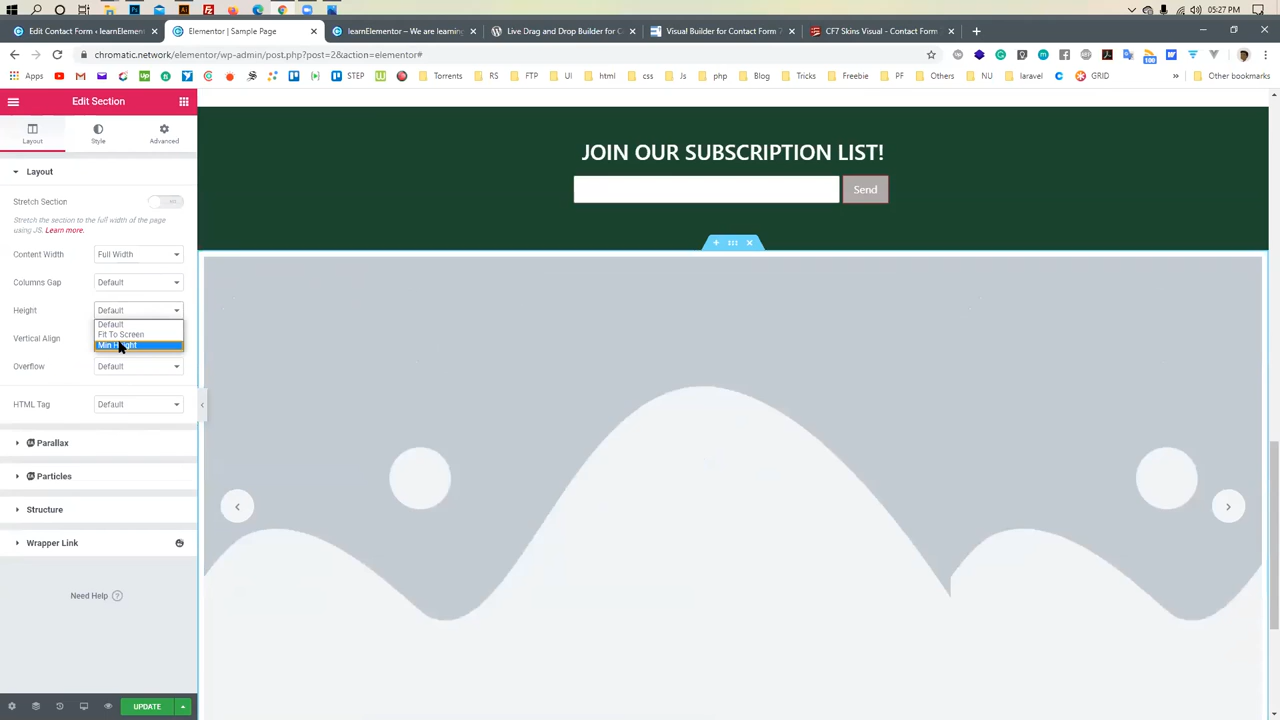 05:27 PM
Edit Contact Form ‹ learnElemen
Elementor | Sample Page
learnElementor – We are learning
Live Drag and Drop Builder for C
Visual Builder for Contact Form 7
CF7 Skins Visual - Contact Form
chromatic.network/elementor/wp-admin/post.php?post=2&action=elementor#
Apps
STEP
Torrents
RS
FTP
UI
html
css
Js
php
Blog
Tricks
Freebie
PF
Others
NU
laravel
GRID
»
Other bookmarks
Edit Section
Layout
Style
Advanced
JOIN OUR SUBSCRIPTION LIST!
Send
Layout
Stretch Section
Stretch the section to the full width of the page
using JS. Learn more.
Content Width
Full Width
Columns Gap
Default
Height
Default
Default
Fit To Screen
Min Height
Vertical Align
Overflow
Default
HTML Tag
Default
Parallax
Particles
Structure
Wrapper Link
Need Help
UPDATE